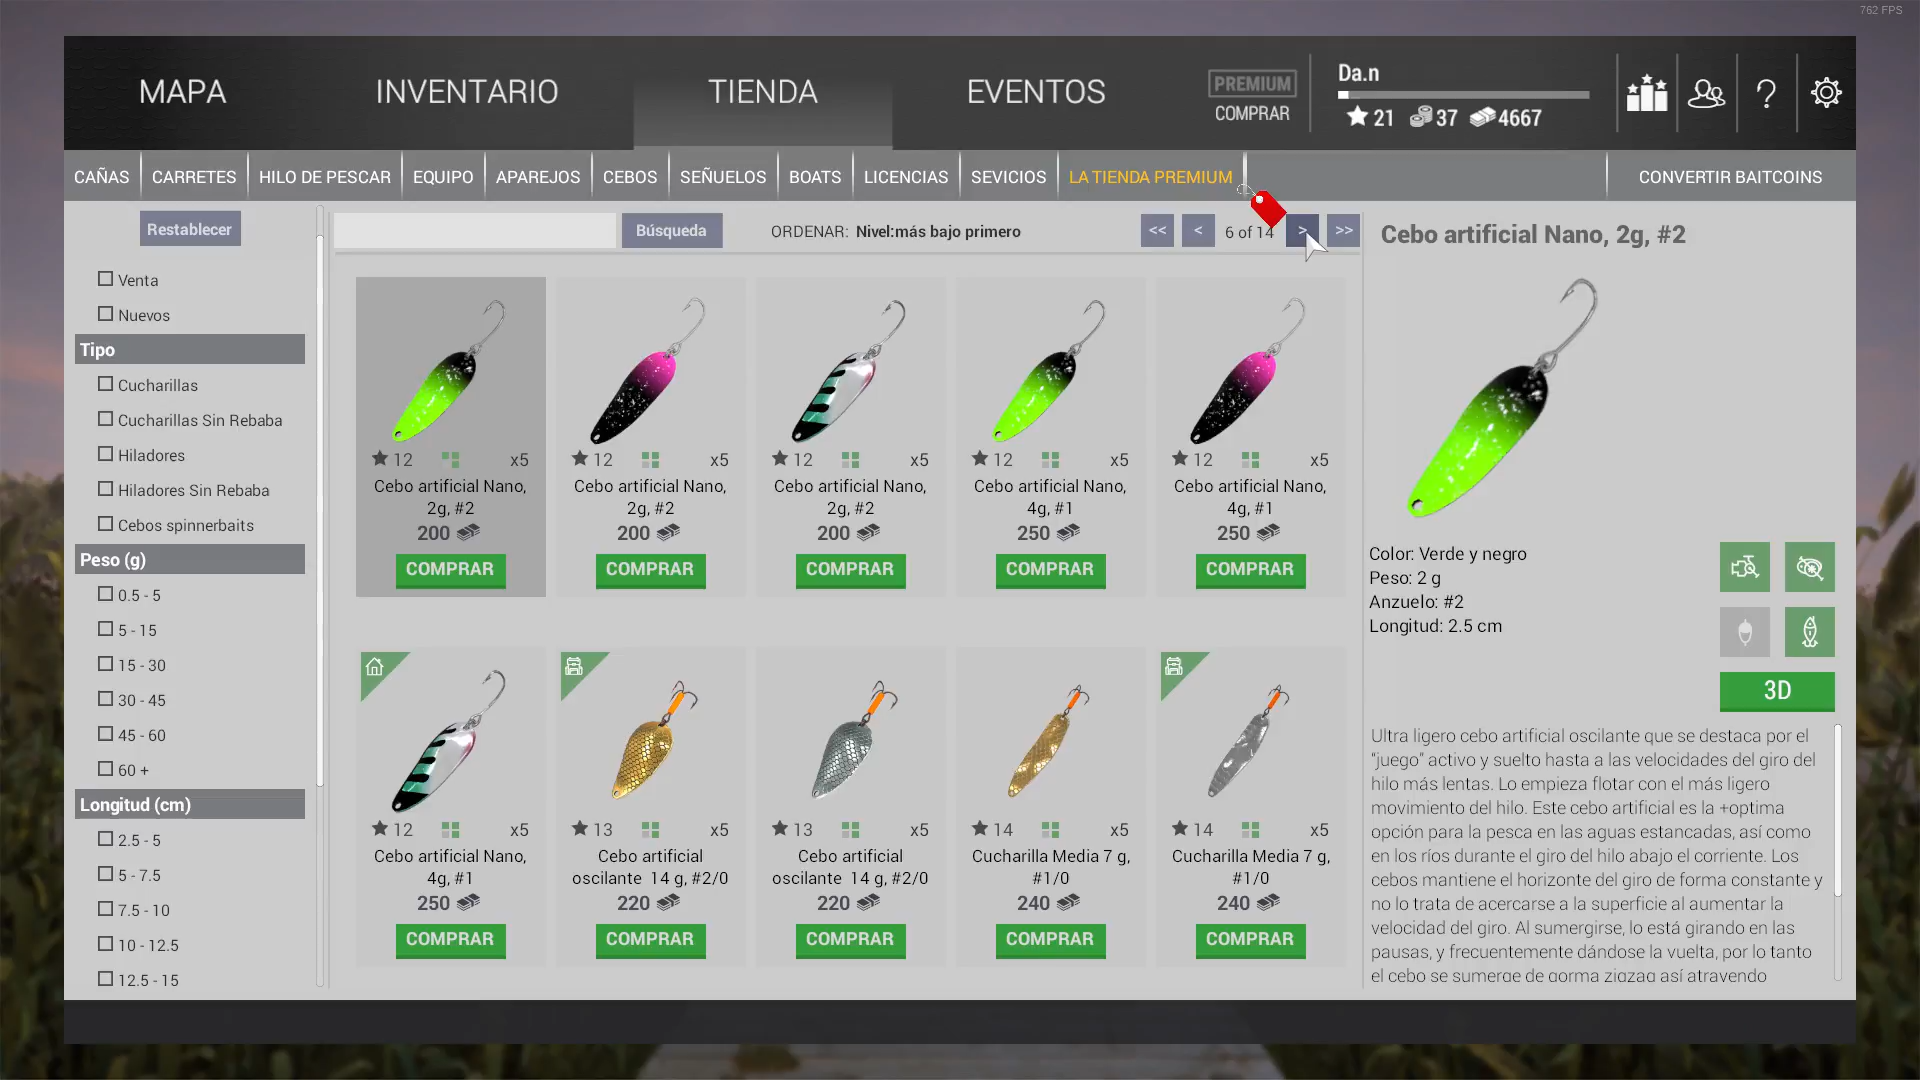 762 FPS
MAPA
INVENTARIO
TIENDA
EVENTOS
PREMIUM
COMPRAR
Da.n
21
37
4667
CAÑAS
CARRETES
HILO DE PESCAR
EQUIPO
APAREJOS
CEBOS
SEÑUELOS
BOATS
LICENCIAS
SEVICIOS
LA TIENDA PREMIUM
CONVERTIR BAITCOINS
Restablecer
Búsqueda
ORDENAR: Nivel:más bajo primero
<<
<
6 of 14
>
>>
Venta
Nuevos
Tipo
Cucharillas
Cucharillas Sin Rebaba
Hiladores
Hiladores Sin Rebaba
Cebos spinnerbaits
Peso (g)
0.5 - 5
5 - 15
15 - 30
30 - 45
45 - 60
60 +
Longitud (cm)
2.5 - 5
5 - 7.5
7.5 - 10
10 - 12.5
12.5 - 15
12 x5
Cebo artificial Nano,
2g, #2
200
COMPRAR
12 x5
Cebo artificial Nano,
2g, #2
200
COMPRAR
12 x5
Cebo artificial Nano,
2g, #2
200
COMPRAR
12 x5
Cebo artificial Nano,
4g, #1
250
COMPRAR
12 x5
Cebo artificial Nano,
4g, #1
250
COMPRAR
12 x5
Cebo artificial Nano,
4g, #1
250
COMPRAR
13 x5
Cebo artificial
oscilante 14 g, #2/0
220
COMPRAR
13 x5
Cebo artificial
oscilante 14 g, #2/0
220
COMPRAR
14 x5
Cucharilla Media 7 g,
#1/0
240
COMPRAR
14 x5
Cucharilla Media 7 g,
#1/0
240
COMPRAR
Cebo artificial Nano, 2g, #2
Color: Verde y negro
Peso: 2 g
Anzuelo: #2
Longitud: 2.5 cm
3D
Ultra ligero cebo artificial oscilante que se destaca por el
"juego" activo y suelto hasta a las velocidades del giro del
hilo más lentas. Lo empieza flotar con el más ligero
movimiento del hilo. Este cebo artificial es la +optima
opción para la pesca en las aguas estancadas, así como
en los ríos durante el giro del hilo abajo el corriente. Los
cebos mantiene el horizonte del giro de forma constante y
no lo trata de acercarse a la superficie al aumentar la
velocidad del giro. Al sumergirse, lo está girando en las
pausas, y frecuentemente dándose la vuelta, por lo tanto
el cebo se sumerge de gorma zigzag así atravendo